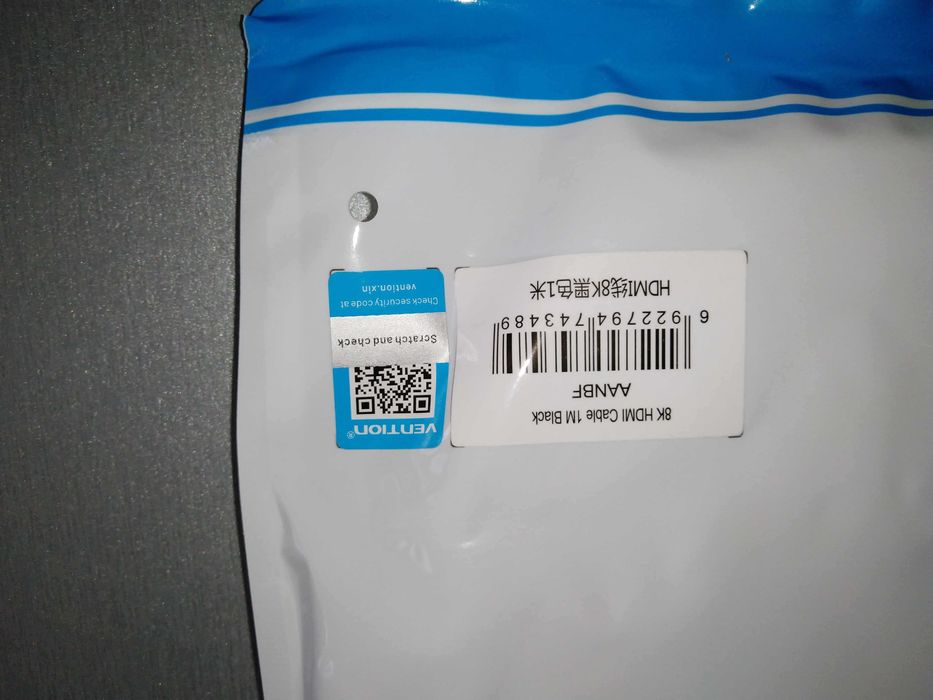 8K HDMI Cable 1M Black
AANBF
6 922794 743489
HDMI线8K黑色1米
VENTION®
Scratch and check
Check security code at
vention.xin